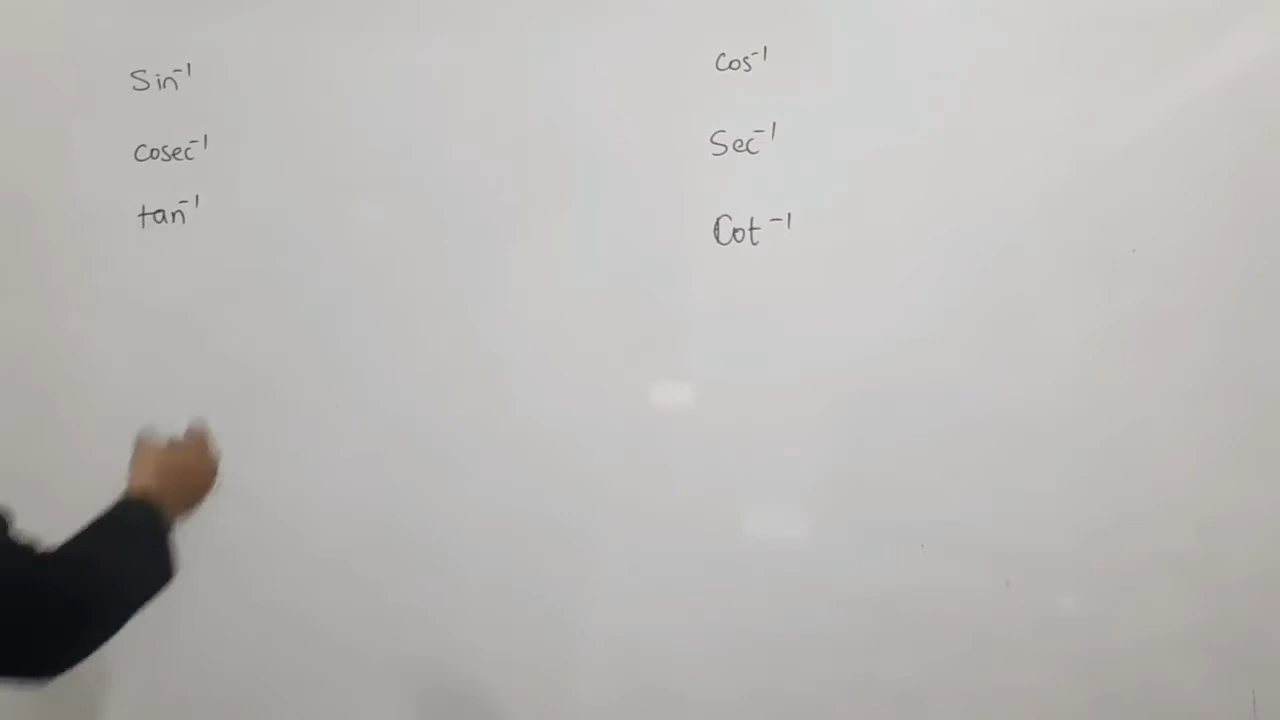 Sin⁻¹
cosec⁻¹
tan⁻¹
Cos⁻¹
Sec⁻¹
Cot⁻¹